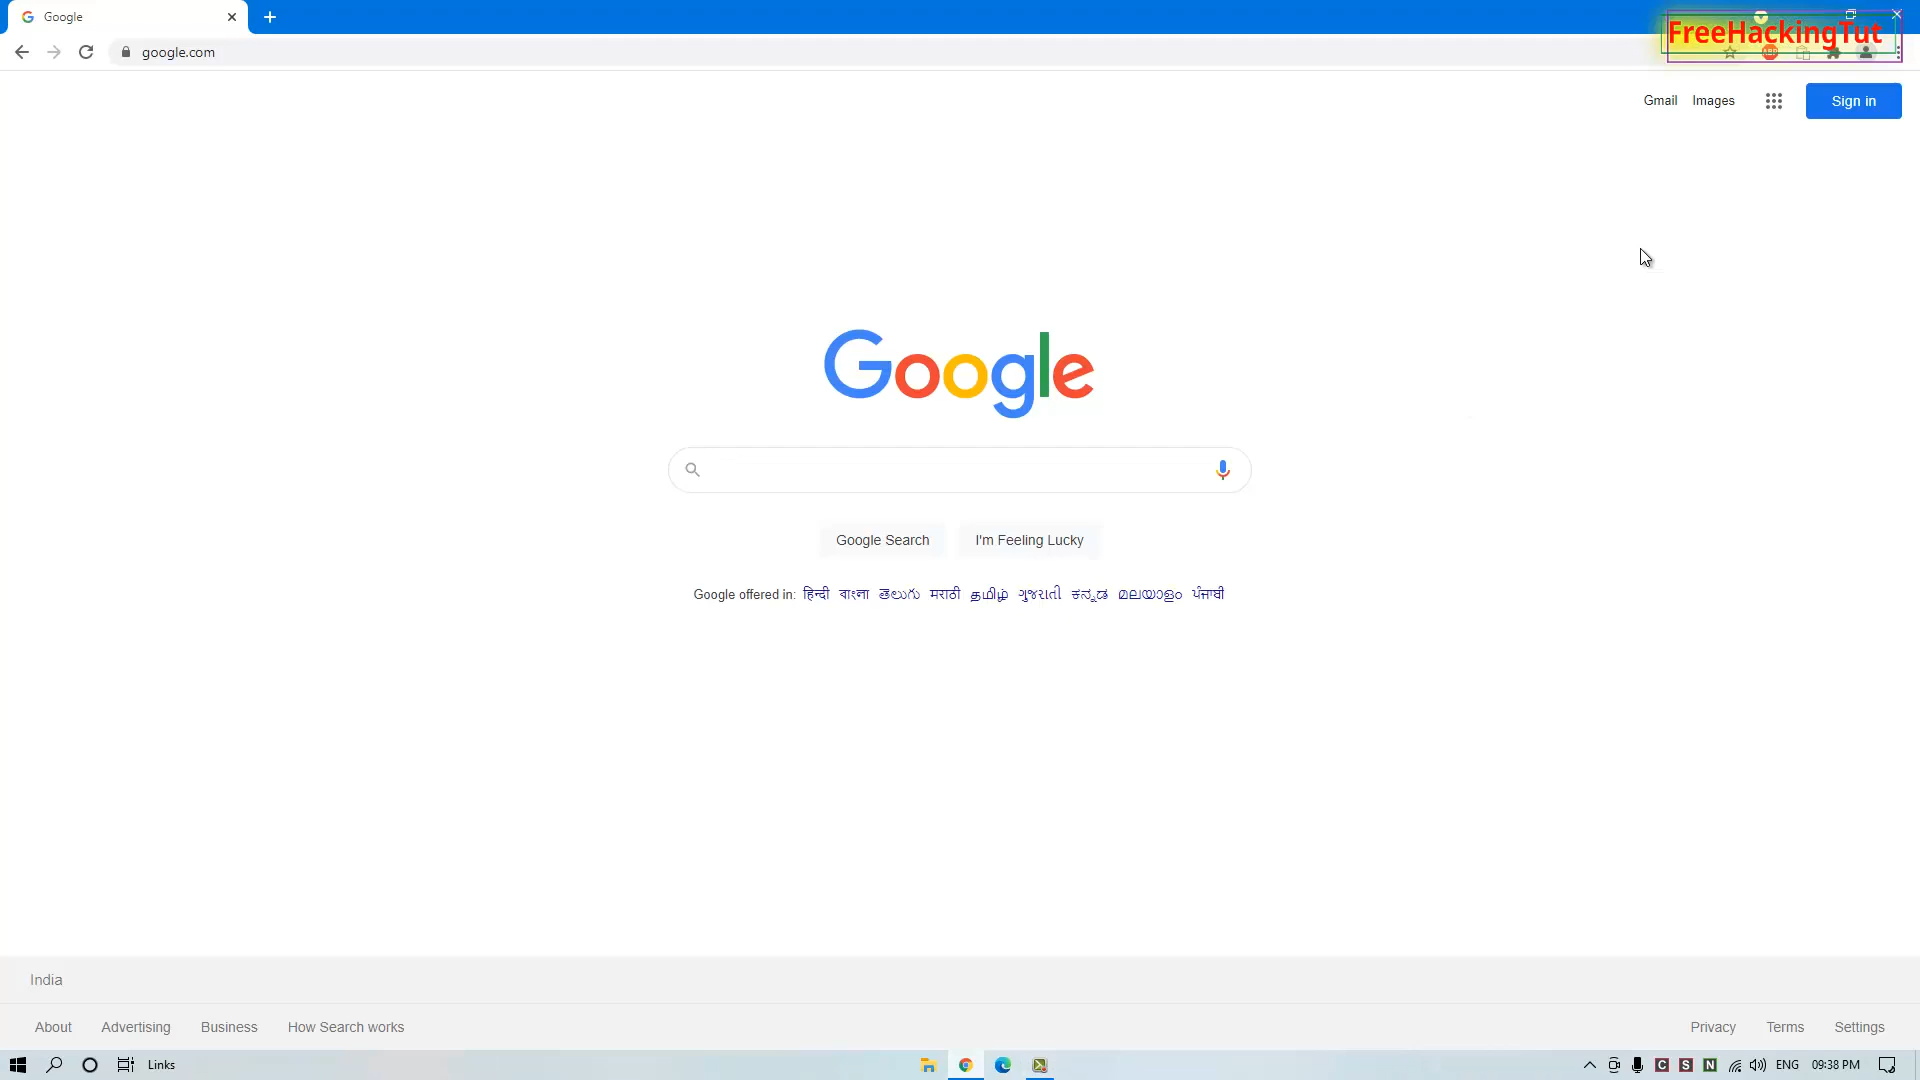 Google
FreeHackingTut
google.com
Gmail Images Sign in
Google
Google Search I'm Feeling Lucky
Google offered in: हिन्दी বাংলা తెలుగు मराठी தமிழ் ગુજરાતી ಕನ್ನಡ മലയാളം ਪੰਜਾਬੀ
India
About Advertising Business How Search works Privacy Terms Settings
Links C S N ENG 09:38 PM